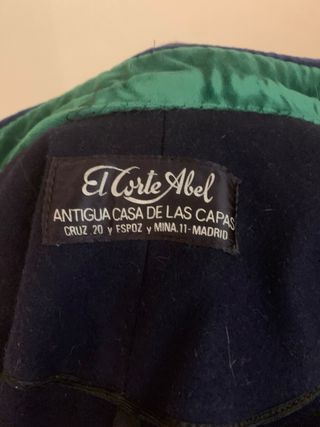 El Corte Abel
ANTIGUA CASA DE LAS CAPAS
CRUZ 20 y ESPOZ y MINA.11-MADRID